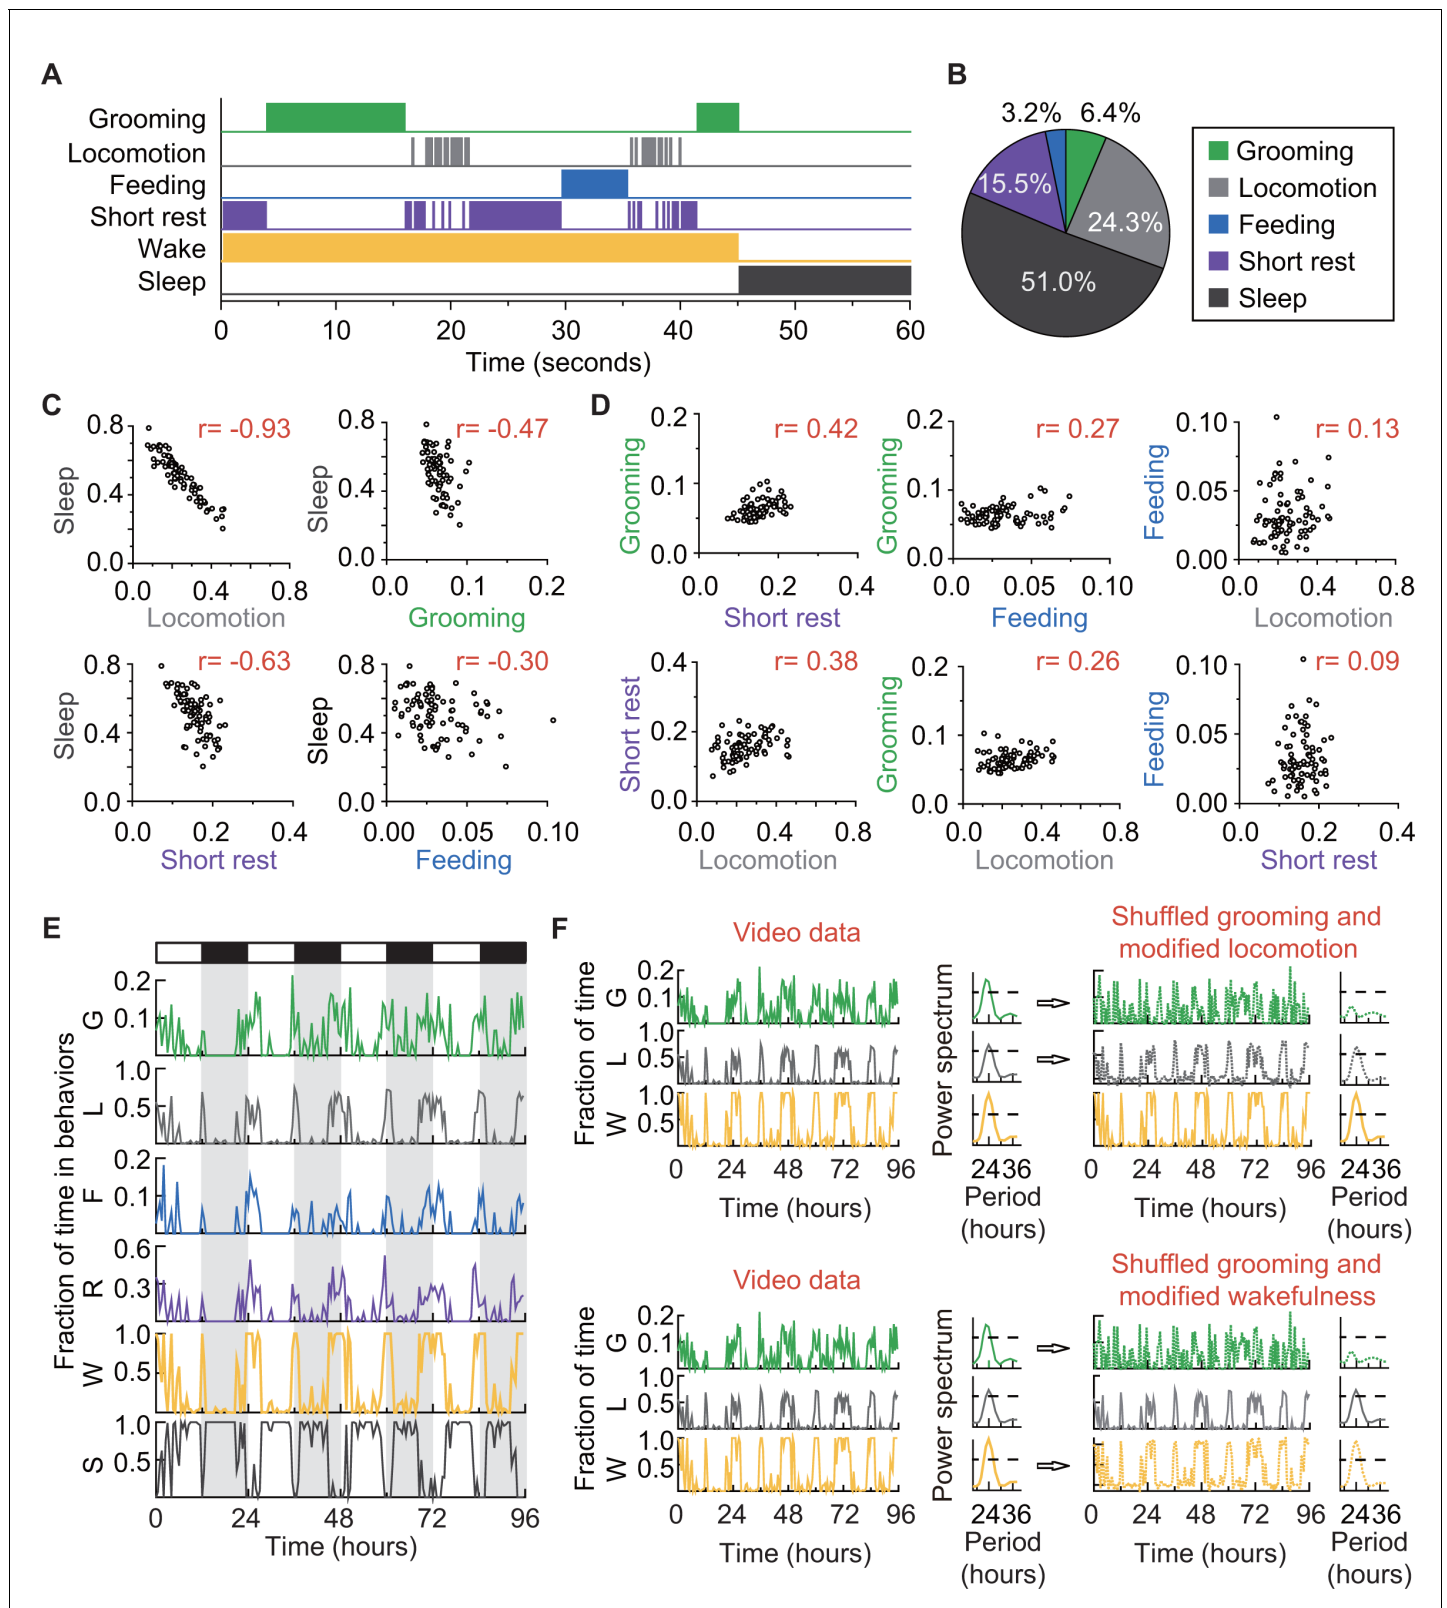 A
Grooming
Locomotion
Feeding
Short rest
Wake
Sleep
0 10 20 30 40 50 60
Time (seconds)
B
3.2% 6.4%
15.5%
24.3%
51.0%
Grooming
Locomotion
Feeding
Short rest
Sleep
C
Sleep
0.8
0.4
0.0
r= -0.93
0.0 0.4 0.8
Locomotion
Sleep
0.8
0.4
0.0
r= -0.47
0.0 0.1 0.2
Grooming
Sleep
0.8
0.4
0.0
r= -0.63
0.0 0.2 0.4
Short rest
Sleep
0.8
0.4
0.0
r= -0.30
0.00 0.05 0.10
Feeding
D
Grooming
0.2
0.1
0.0
r= 0.42
0.0 0.2 0.4
Short rest
Grooming
0.2
0.1
0.0
r= 0.27
0.00 0.05 0.10
Feeding
Feeding
0.10
0.05
0.00
r= 0.13
0.0 0.4 0.8
Locomotion
Short rest
0.4
0.2
0.0
r= 0.38
0.0 0.4 0.8
Locomotion
Grooming
0.2
0.1
0.0
r= 0.26
0.0 0.4 0.8
Locomotion
Feeding
0.10
0.05
0.00
r= 0.09
0.0 0.2 0.4
Short rest
E
Fraction of time in behaviors
G
0.2
0.1
L
1.0
0.5
F
0.2
0.1
R
0.6
0.3
W
1.0
0.5
S
1.0
0.5
0 24 48 72 96
Time (hours)
F
Video data
Shuffled grooming and
modified locomotion
Fraction of time
G
0.2
0.1
L
1.0
0.5
W
1.0
0.5
0 24 48 72 96
Time (hours)
Power spectrum
2436
Period
(hours)
0 24 48 72 96
Time (hours)
2436
Period
(hours)
Video data
Shuffled grooming and
modified wakefulness
Fraction of time
G
0.2
0.1
L
1.0
0.5
W
1.0
0.5
0 24 48 72 96
Time (hours)
Power spectrum
2436
Period
(hours)
0 24 48 72 96
Time (hours)
2436
Period
(hours)